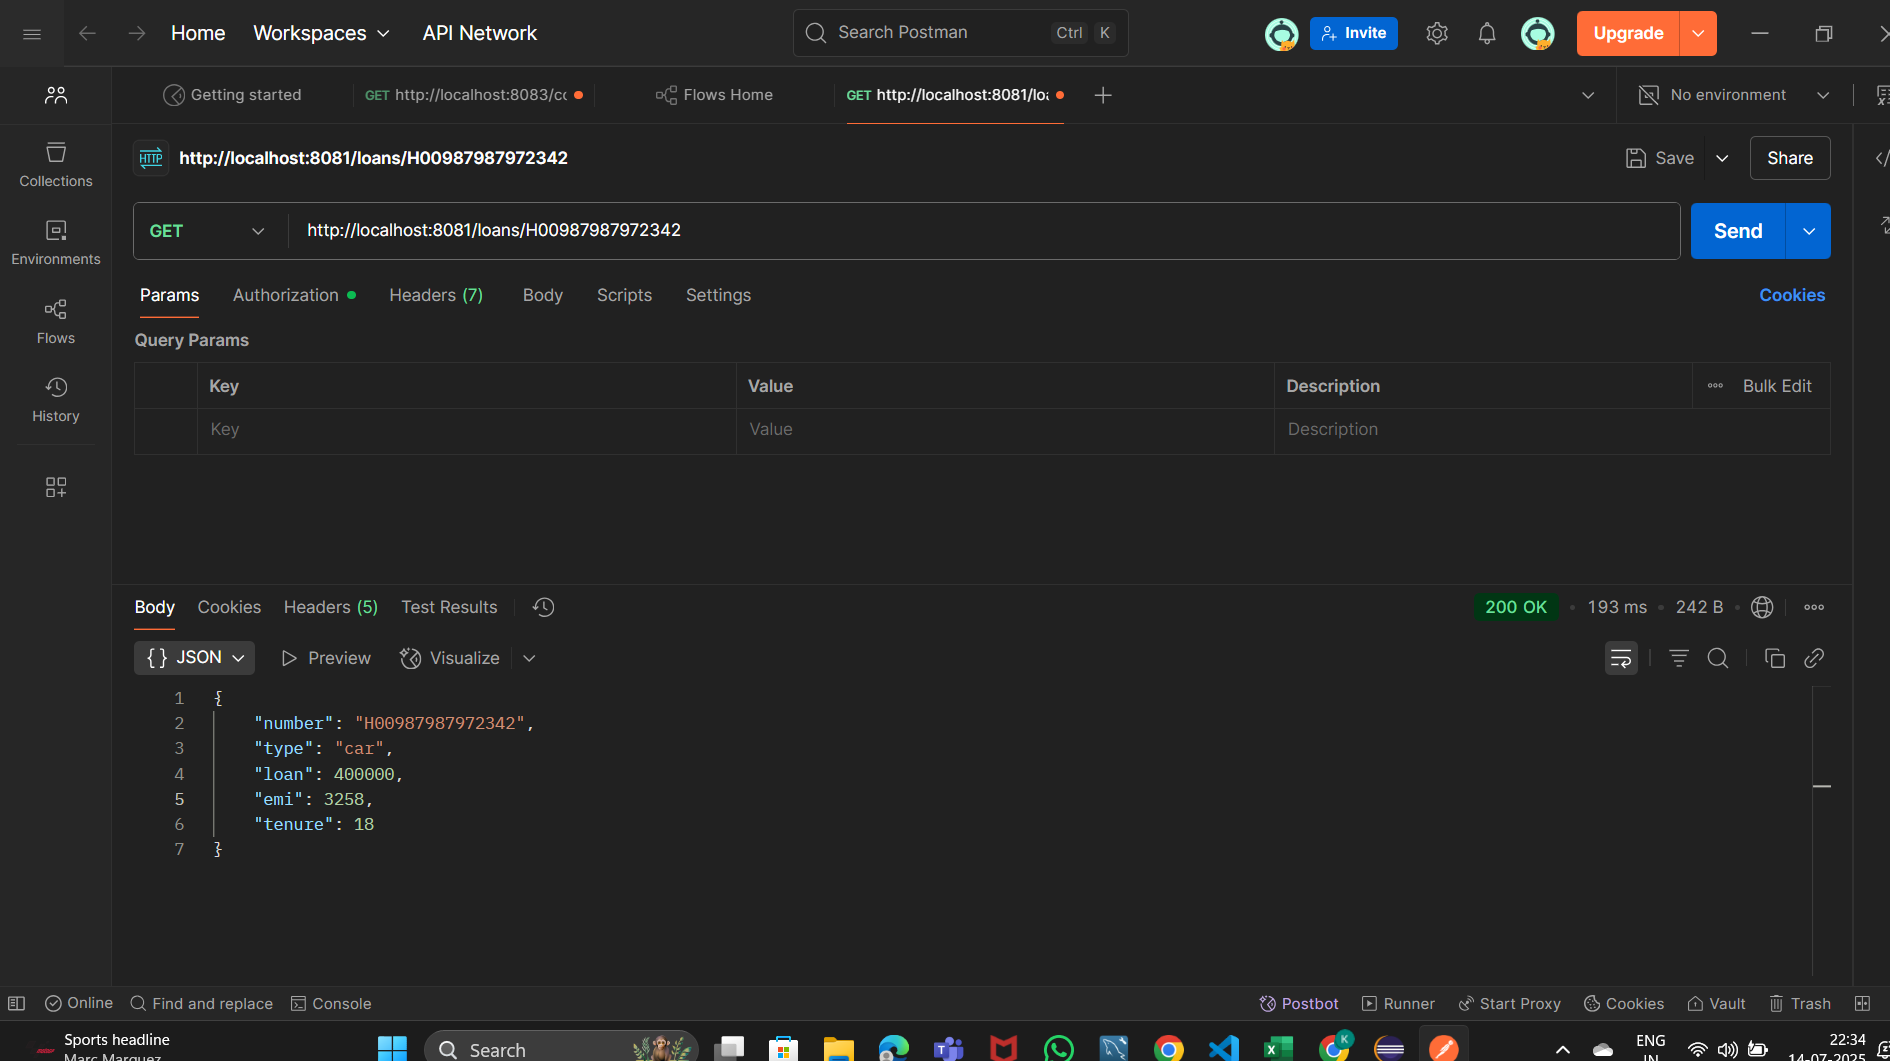 Home Workspaces API Network Search Postman Ctrl K Invite Upgrade
Getting started GET http://localhost:8083/cc Flows Home GET http://localhost:8081/loa No environment
HTTP http://localhost:8081/loans/H00987987972342 Save Share
Collections
Environments
Flows
History
GET http://localhost:8081/loans/H00987987972342 Send
Params Authorization Headers (7) Body Scripts Settings Cookies
Query Params
Key Value Description Bulk Edit
Key Value Description
Body Cookies Headers (5) Test Results 200 OK 193 ms 242 B
{} JSON Preview Visualize
1 {
2 "number": "H00987987972342",
3 "type": "car",
4 "loan": 400000,
5 "emi": 3258,
6 "tenure": 18
7 }
Online Find and replace Console Postbot Runner Start Proxy Cookies Vault Trash
Sports headline
Marc Marquez
Search
K
ENG
IN
22:34
14-07-2025